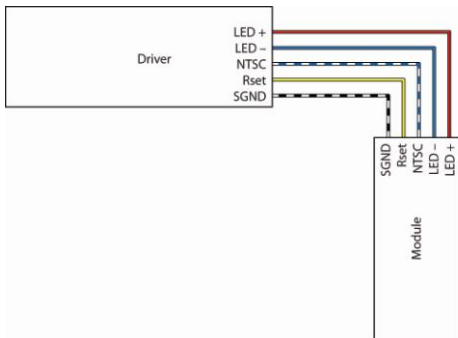 LED +
LED –
Driver
NTSC
Rset
SGND
SGND
Rset
NTSC
LED –
LED +
Module